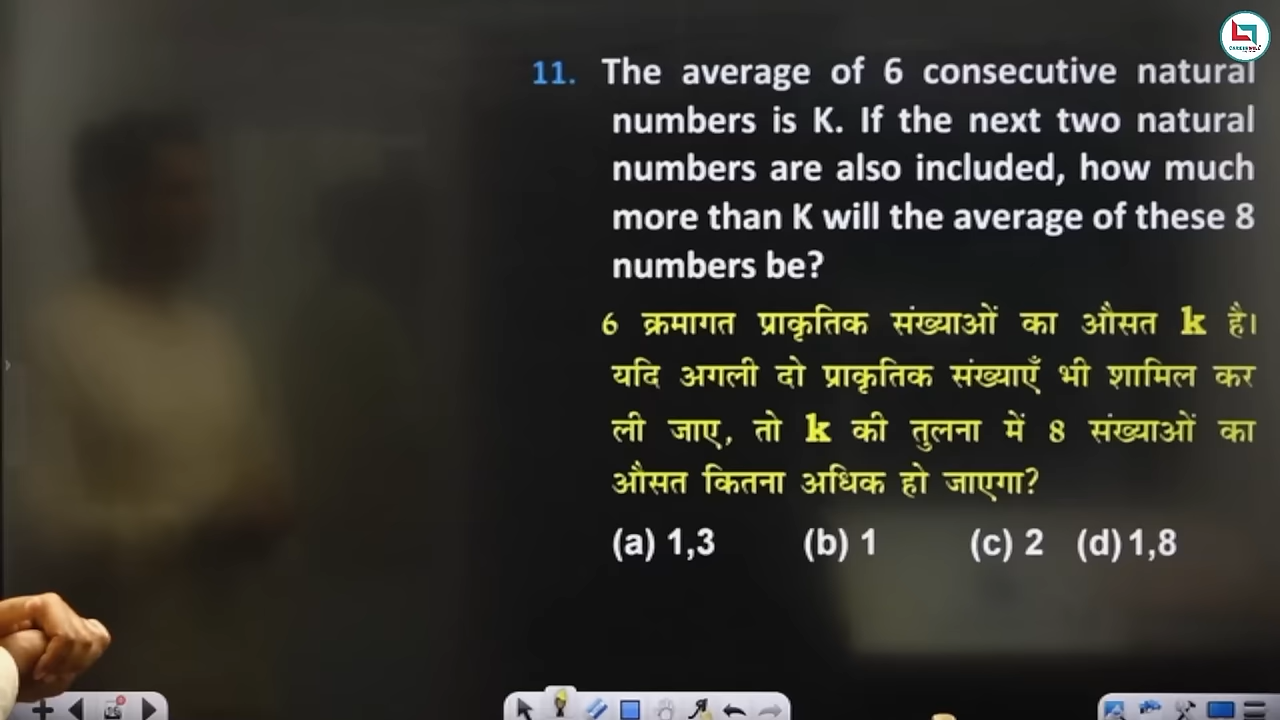 11. The average of 6 consecutive natural
numbers is K. If the next two natural
numbers are also included, how much
more than K will the average of these 8
numbers be?
6 क्रमागत प्राकृतिक संख्याओं का औसत k है।
यदि अगली दो प्राकृतिक संख्याएँ भी शामिल कर
ली जाए, तो k की तुलना में 8 संख्याओं का
औसत कितना अधिक हो जाएगा?
(a) 1,3 (b) 1 (c) 2 (d) 1,8